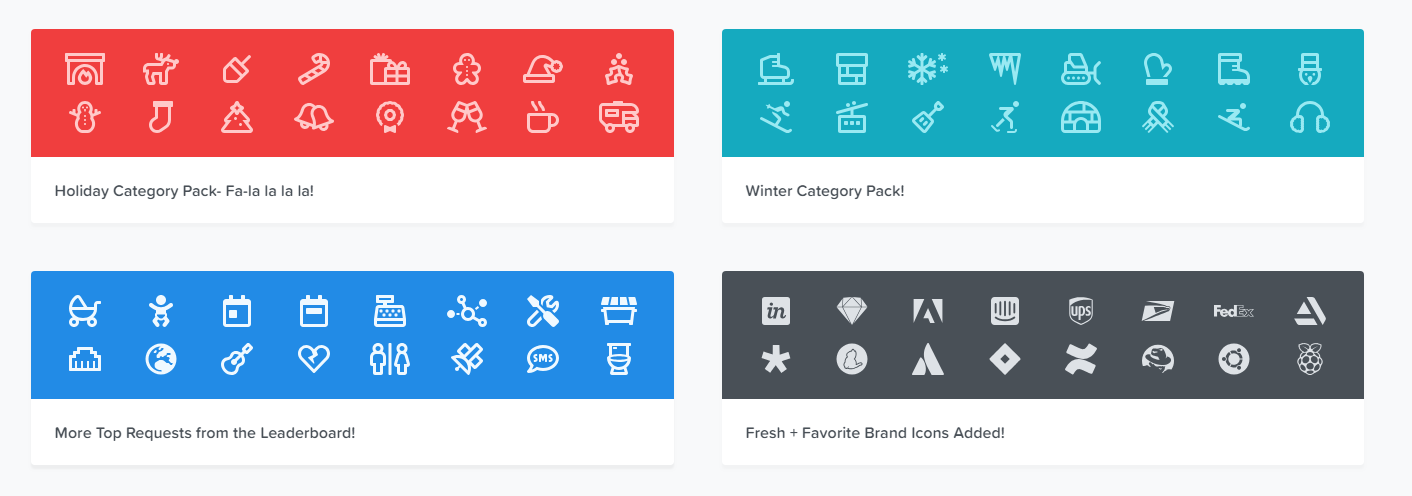 Holiday Category Pack- Fa-la la la la!
Winter Category Pack!
SMS
More Top Requests from the Leaderboard!
in
ups
FedEx
Fresh + Favorite Brand Icons Added!